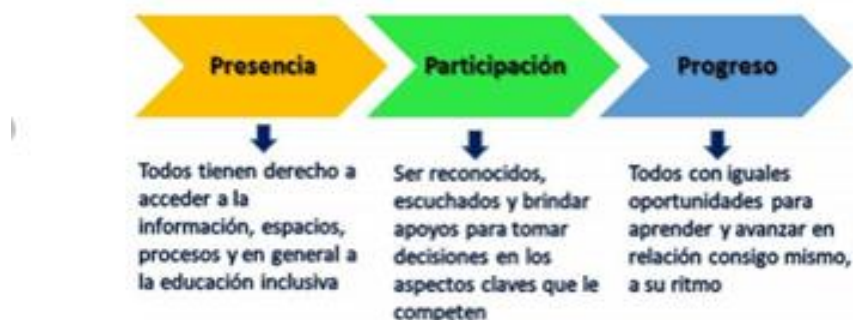 Presencia
Participación
Progreso
Todos tienen derecho a
acceder a la
información, espacios,
procesos y en general a
la educación inclusiva
Ser reconocidos,
escuchados y brindar
apoyos para tomar
decisiones en los
aspectos claves que le
competen
Todos con iguales
oportunidades para
aprender y avanzar en
relación consigo mismo,
a su ritmo